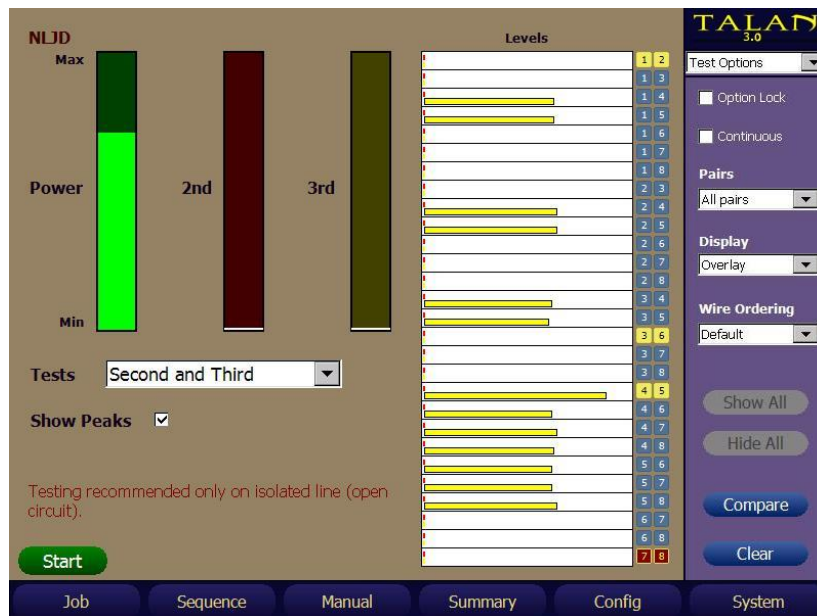 NLJD
Max
Power
Min
2nd
3rd
Tests
Second and Third
Show Peaks
Testing recommended only on isolated line (open
circuit).
Start
Levels
1 2
1 3
1 4
1 5
1 6
1 7
1 8
2 3
2 4
2 5
2 6
2 7
2 8
3 4
3 5
3 6
3 7
3 8
4 5
4 6
4 7
4 8
5 6
5 7
5 8
6 7
6 8
7 8
TALAN
3.0
Test Options
Option Lock
Continuous
Pairs
All pairs
Display
Overlay
Wire Ordering
Default
Show All
Hide All
Compare
Clear
Job
Sequence
Manual
Summary
Config
System